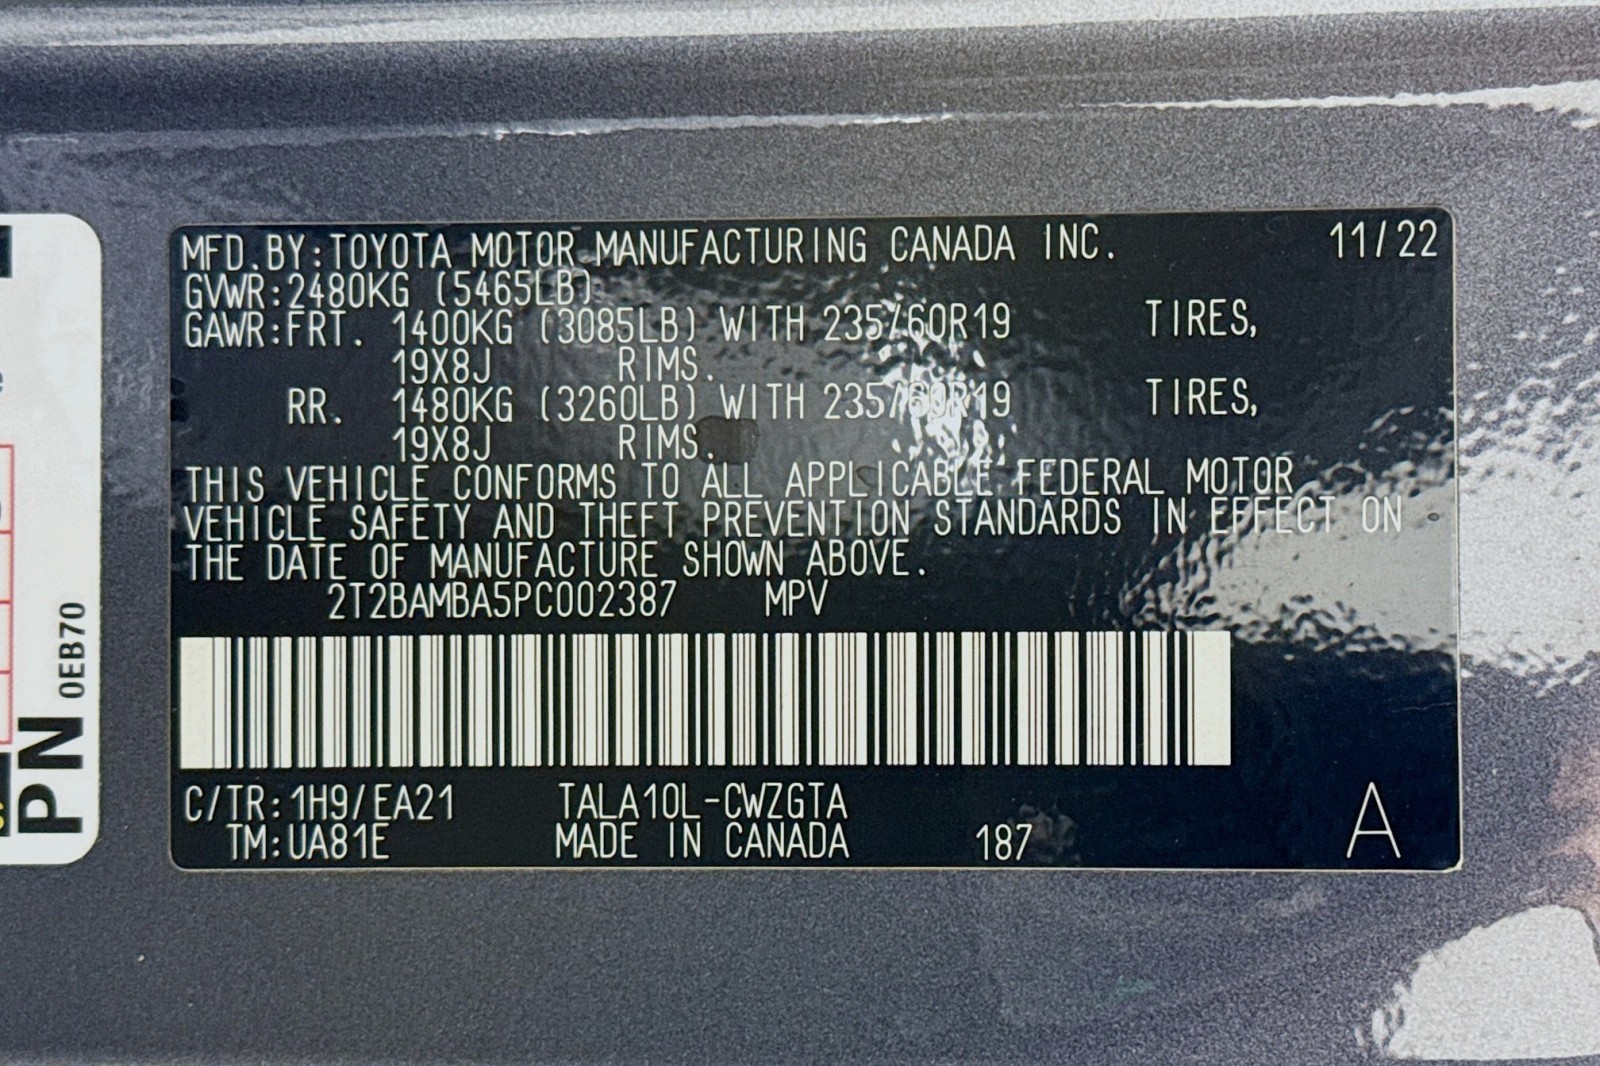 MFD.BY:TOYOTA MOTOR MANUFACTURING CANADA INC. 11/22
GVWR:2480KG (5465LB)
GAWR:FRT. 1400KG (3085LB) WITH 235/60R19 TIRES,
19X8J RIMS.
RR. 1480KG (3260LB) WITH 235/60R19 TIRES,
19X8J RIMS.
THIS VEHICLE CONFORMS TO ALL APPLICABLE FEDERAL MOTOR
VEHICLE SAFETY AND THEFT PREVENTION STANDARDS IN EFFECT ON
THE DATE OF MANUFACTURE SHOWN ABOVE.
2T2BAMBA5PC002387 MPV
C/TR:1H9/EA21 TALA10L-CWZGTA
TM:UA81E MADE IN CANADA 187 A
PN 0EB70